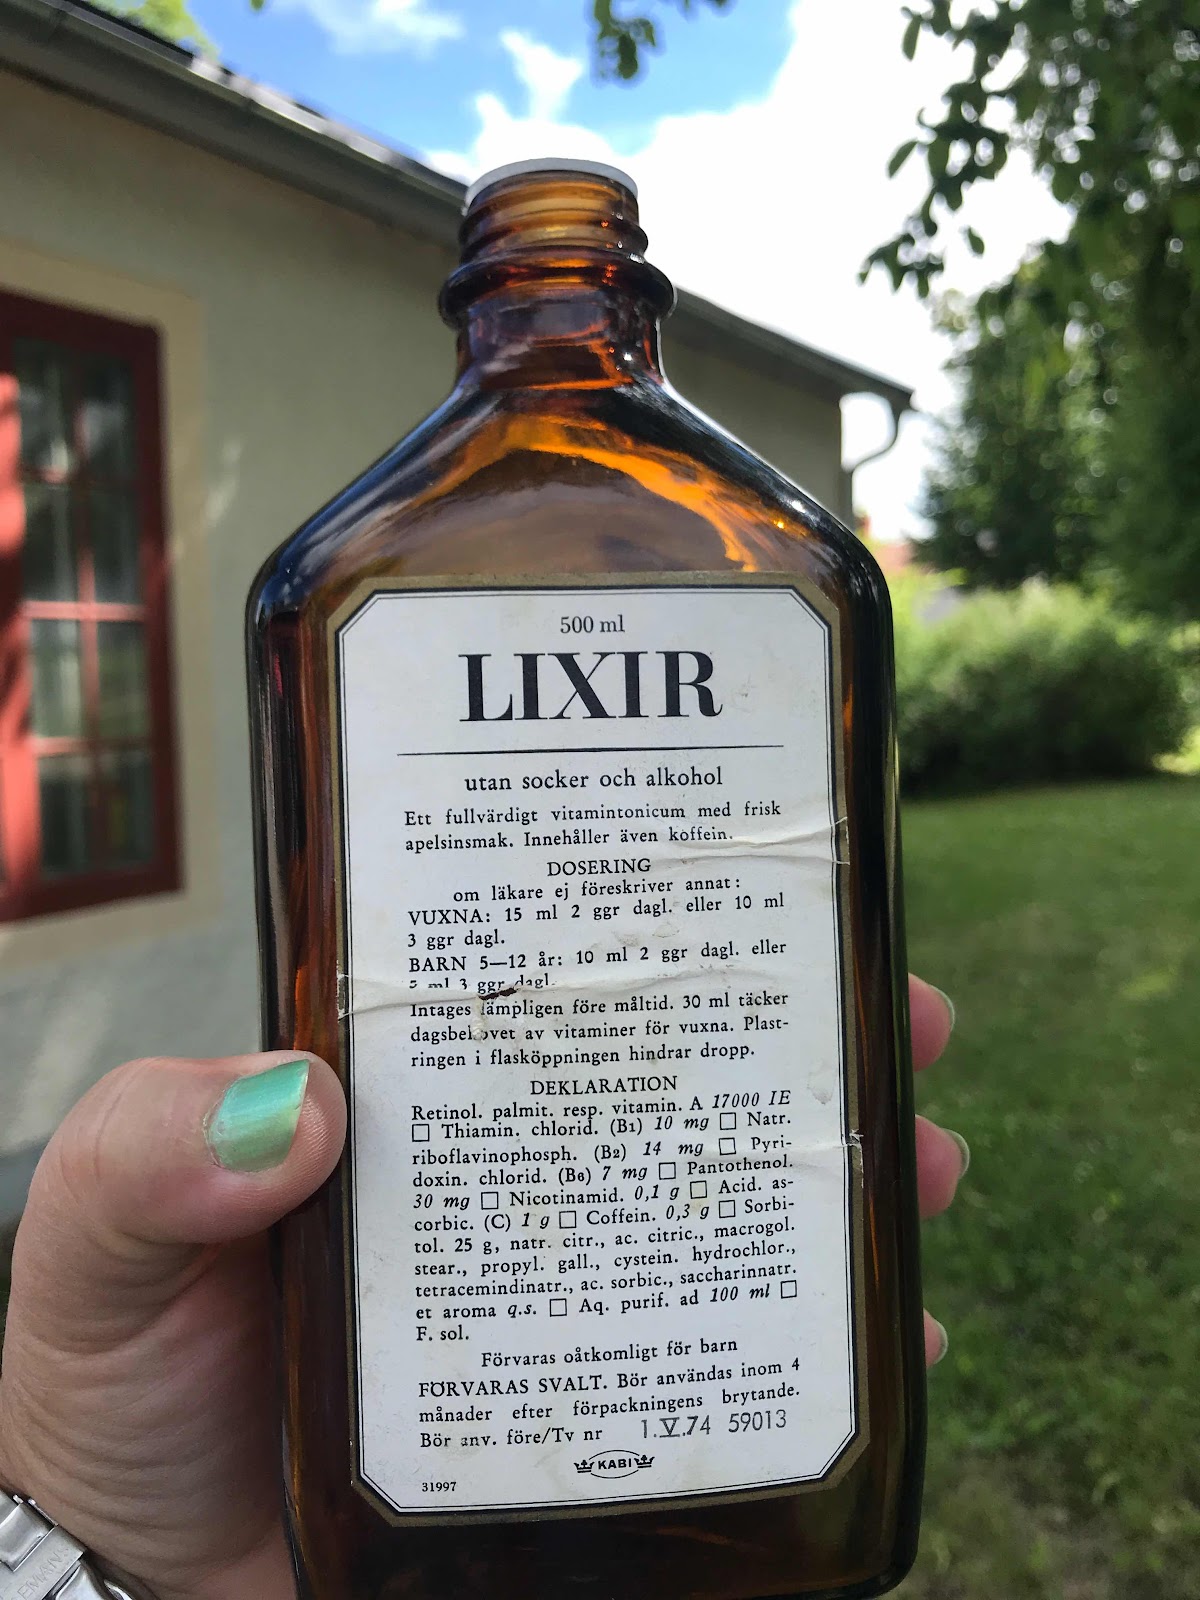 500 ml
LIXIR
utan socker och alkohol
Ett fullvärdigt vitamintonicum med frisk
apelsinsmak. Innehåller även koffein.
DOSERING
om läkare ej föreskriver annat:
VUXNA: 15 ml 2 ggr dagl. eller 10 ml
3 ggr dagl.
BARN 5—12 år: 10 ml 2 ggr dagl. eller
5 ml 3 ggr dagl.
Intages lämpligen före måltid. 30 ml täcker
dagsbehovet av vitaminer för vuxna. Plast-
ringen i flasköppningen hindrar dropp.
DEKLARATION
Retinol. palmit. resp. vitamin. A 17000 IE
□ Thiamin. chlorid. (B1) 10 mg □ Natr.
riboflavinophosph. (B2) 14 mg □ Pyri-
doxin. chlorid. (B6) 7 mg □ Pantothenol.
30 mg □ Nicotinamid. 0,1 g □ Acid. as-
corbic. (C) 1 g □ Coffein. 0,3 g □ Sorbi-
tol. 25 g, natr. citr., ac. citric., macrogol.
stear., propyl. gall., cystein. hydrochlor.,
tetracemindinatr., ac. sorbic., saccharinnatr.
et aroma q.s. □ Aq. purif. ad 100 ml □
F. sol.
Förvaras oåtkomligt för barn
FÖRVARAS SVALT. Bör användas inom 4
månader efter förpackningens brytande.
Bör anv. före/Tv nr 1.V.74 59013
KABI
31997